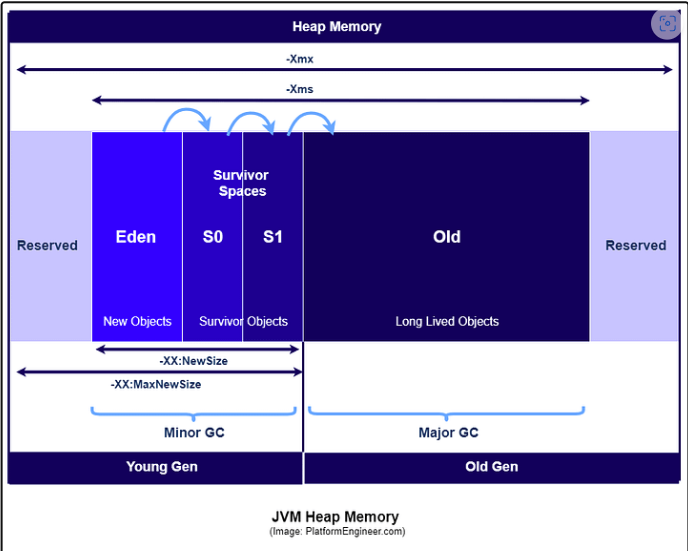 Heap Memory
-Xmx
-Xms
Survivor
Spaces
Reserved
Eden
S0
S1
Old
Reserved
New Objects
Survivor Objects
Long Lived Objects
-XX:NewSize
-XX:MaxNewSize
Minor GC
Major GC
Young Gen
Old Gen
JVM Heap Memory
(Image: PlatformEngineer.com)